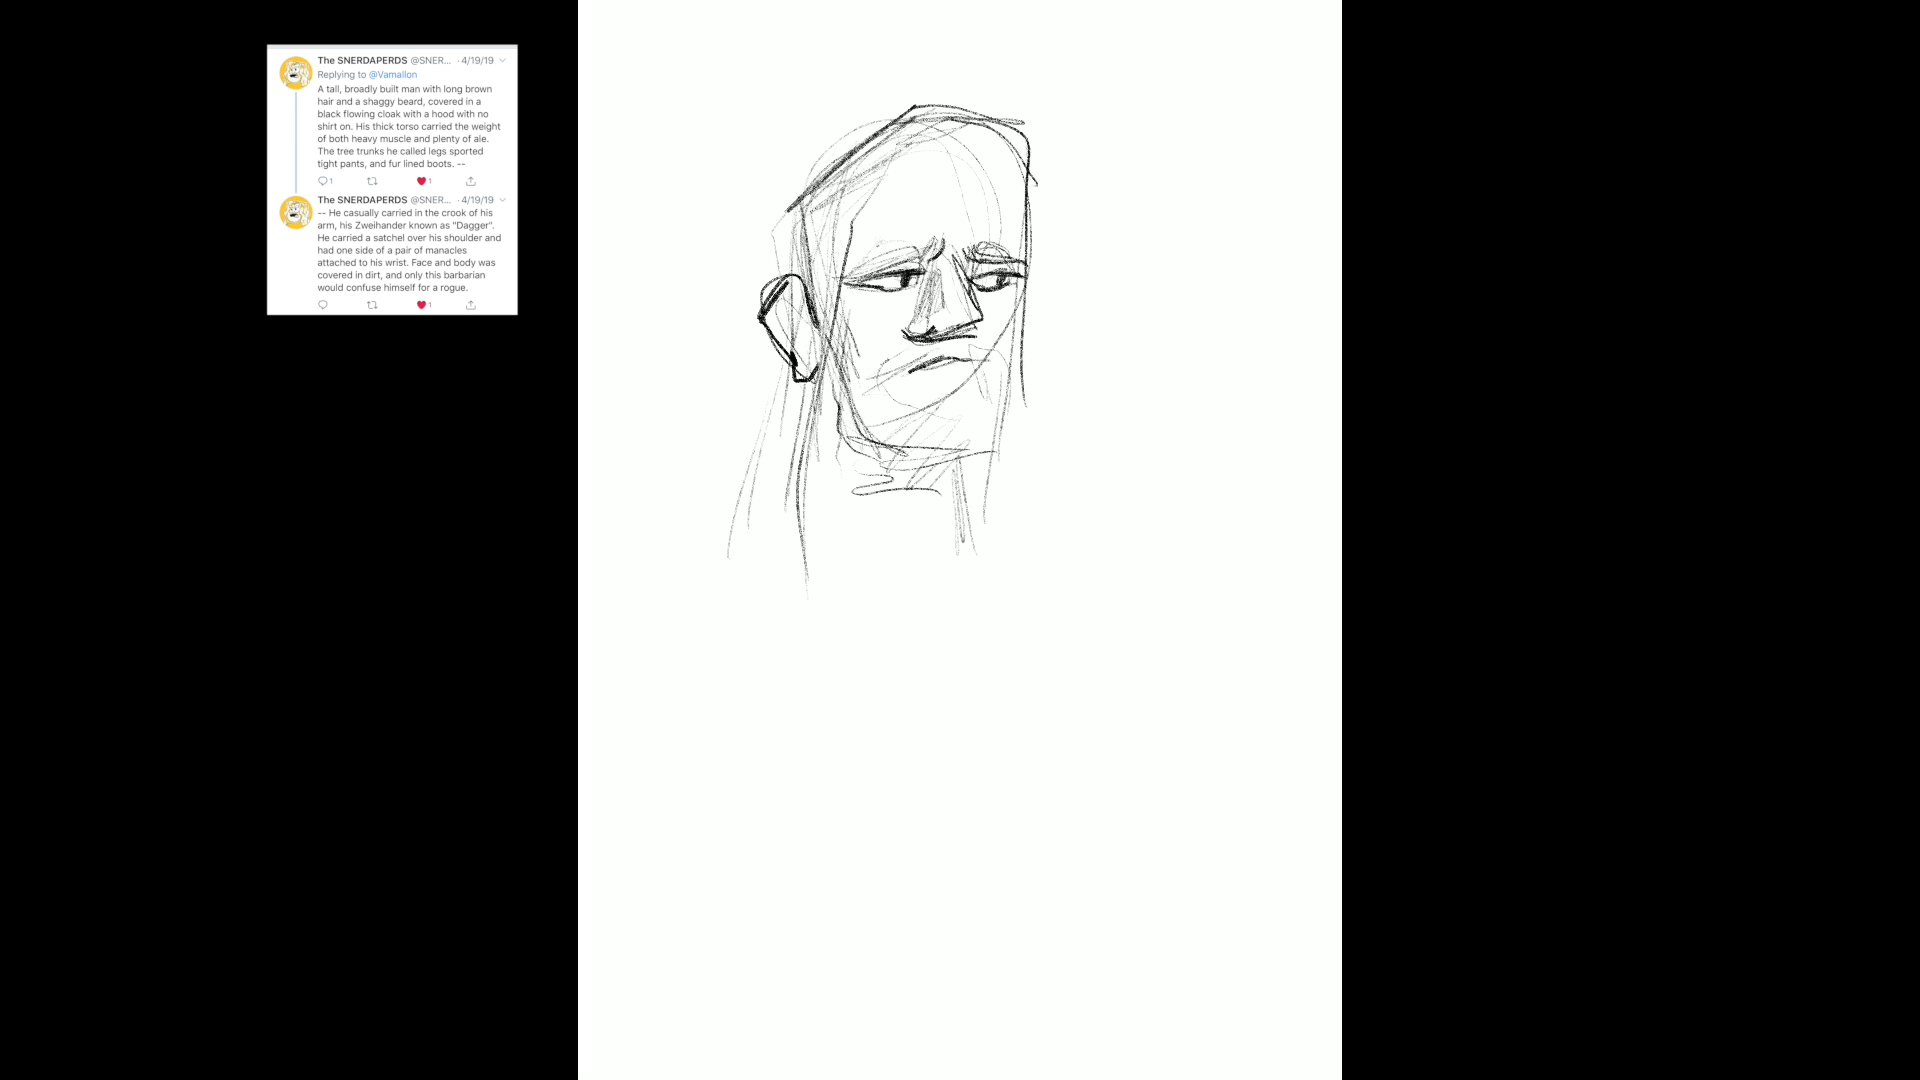 The SNERDAPERDS @SNER... · 4/19/19
Replying to @Vamallon
A tall, broadly built man with long brown
hair and a shaggy beard, covered in a
black flowing cloak with a hood with no
shirt on. His thick torso carried the weight
of both heavy muscle and plenty of ale.
The tree trunks he called legs sported
tight pants, and fur lined boots. --
1 1
The SNERDAPERDS @SNER... · 4/19/19
-- He casually carried in the crook of his
arm, his Zweihander known as "Dagger".
He carried a satchel over his shoulder and
had one side of a pair of manacles
attached to his wrist. Face and body was
covered in dirt, and only this barbarian
would confuse himself for a rogue.
1